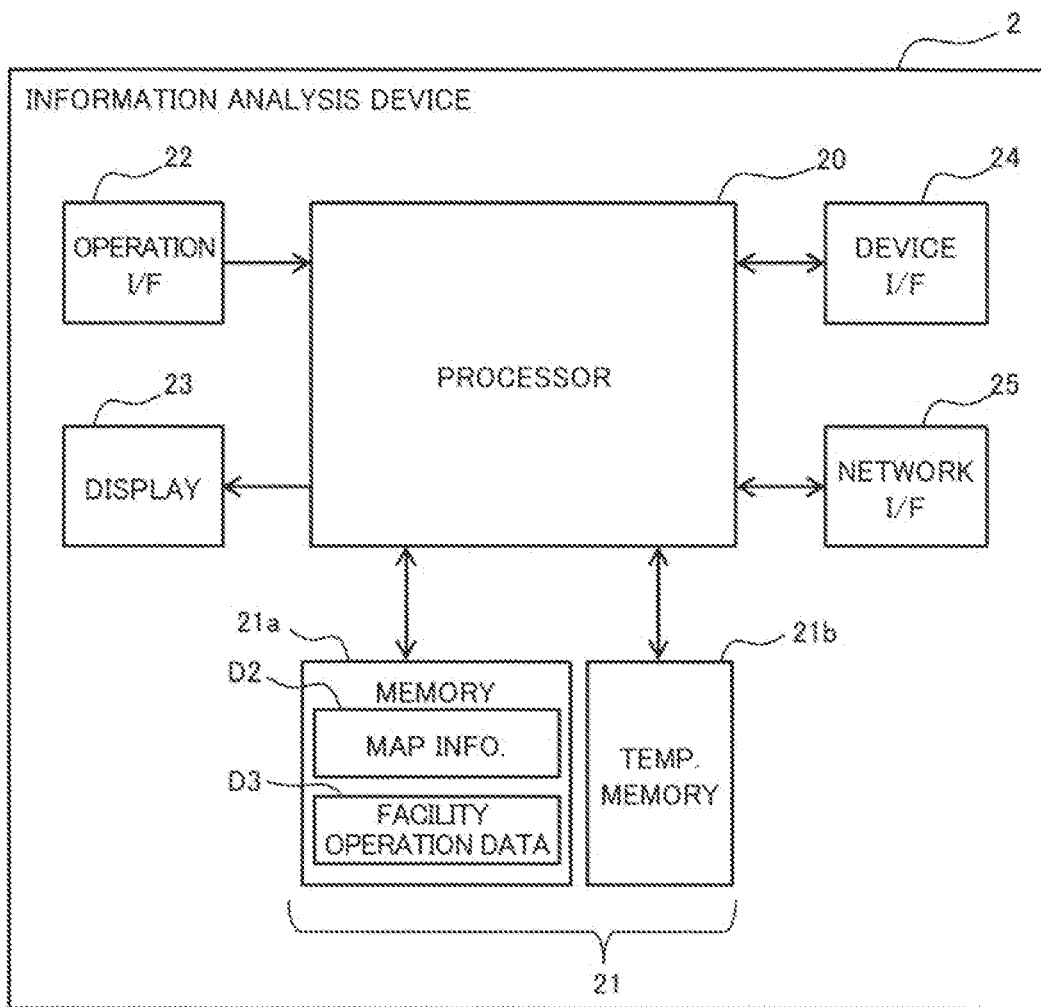 2
INFORMATION ANALYSIS DEVICE
22
20
24
OPERATION
I/F
PROCESSOR
DEVICE
I/F
23
25
DISPLAY
NETWORK
I/F
21a
21b
D2
MEMORY
MAP INFO.
D3
FACILITY
OPERATION DATA
TEMP.
MEMORY
21